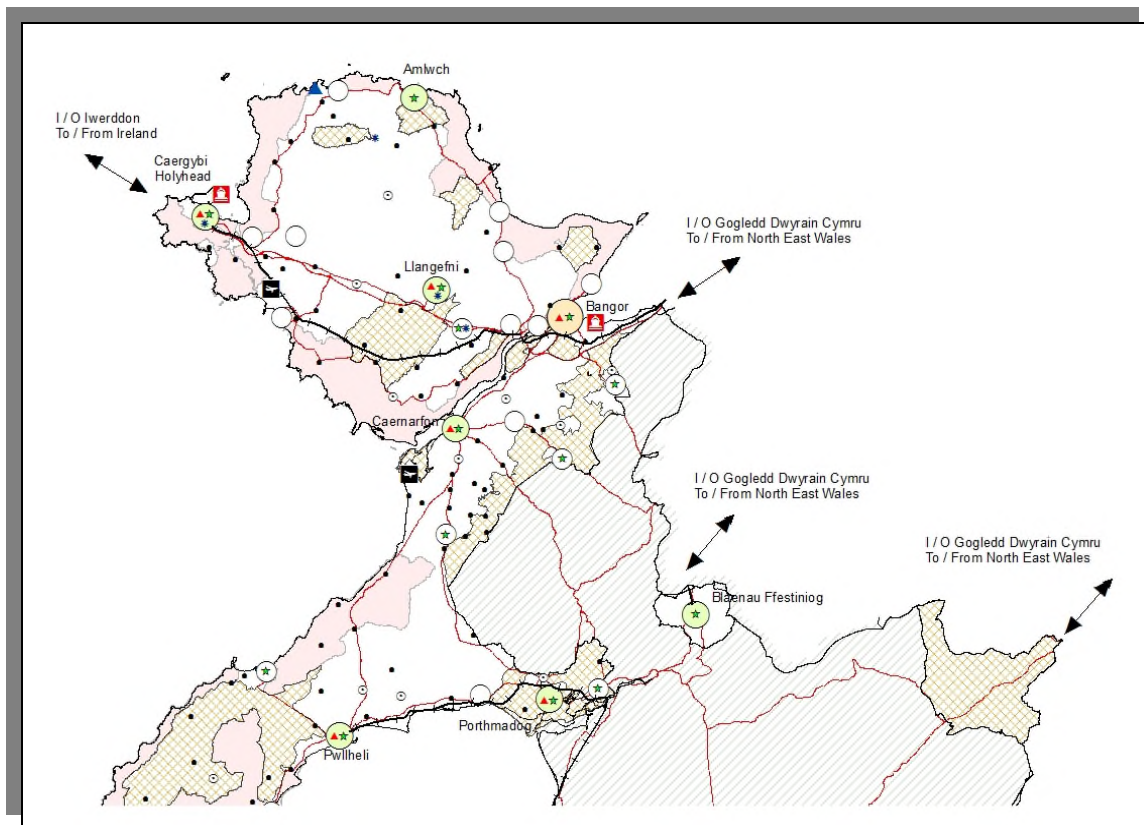 Amlwch
I / O Iwerddon
To / From Ireland
Caergybi
Holyhead
I / O Gogledd Dwyrain Cymru
To / From North East Wales
Llangefni
Bangor
Caernarfon
I / O Gogledd Dwyrain Cymru
To / From North East Wales
I / O Gogledd Dwyrain Cymru
To / From North East Wales
Blaenau Ffestiniog
Porthmadog
Pwllheli